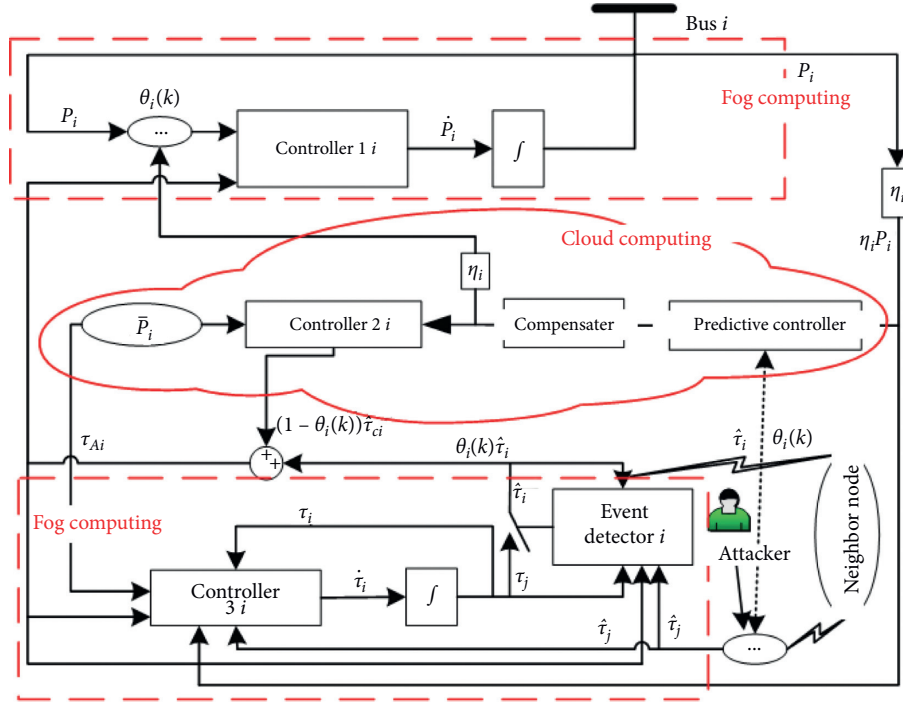 Bus i
P_i
Fog computing
P_i
θ_i(k)
...
Controller 1 i
Ṗ_i
∫
η_i
η_iP_i
Cloud computing
η_i
P̄_i
Controller 2 i
Compensater
Predictive controller
(1 – θ_i(k))τ̂_ci
τ_Ai
+
+
θ_i(k)τ̂_i
τ̂_i
θ_i(k)
Fog computing
τ̂_i
Event
detector i
Attacker
Neighbor node
τ_i
Controller
3 i
τ̇_i
∫
τ_j
τ̂_j
τ̂_j
...